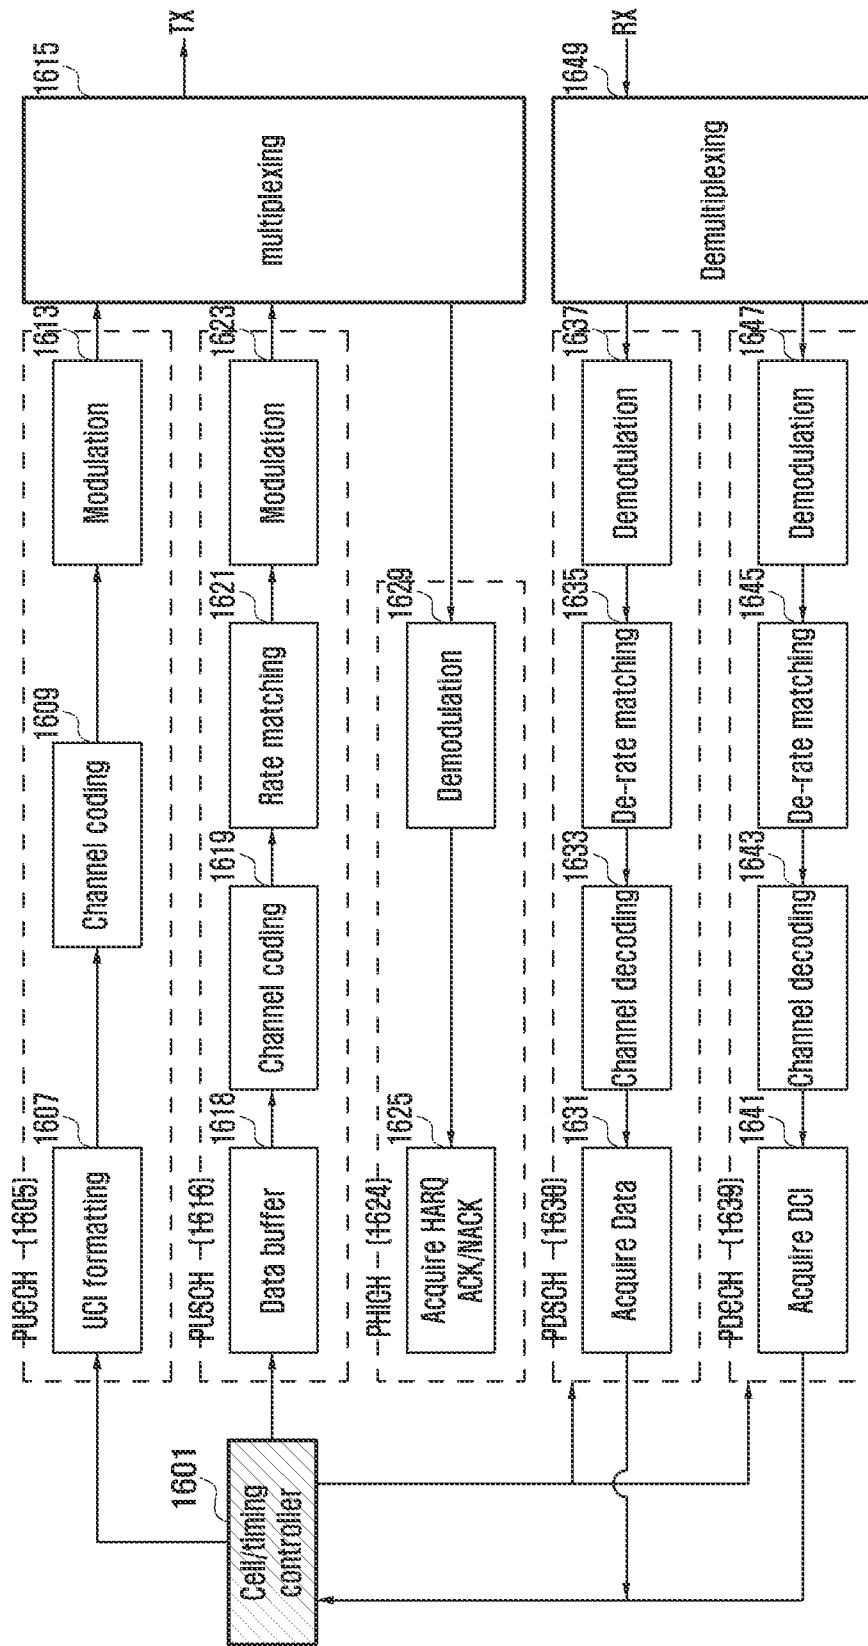 1601
Cell/timing
controller
PUCCH (1605)
1607
UCI formatting
1609
Channel coding
1613
Modulation
PUSCH (1616)
1618
Data buffer
1619
Channel coding
1621
Rate matching
1623
Modulation
1615
multiplexing
TX
PHICH (1624)
1625
Acquire HARQ
ACK/NACK
1629
Demodulation
PDSCH (1630)
1631
Acquire Data
1633
Channel decoding
1635
De-rate matching
1637
Demodulation
PDCCH (1639)
1641
Acquire DCI
1643
Channel decoding
1645
De-rate matching
1647
Demodulation
1649
Demultiplexing
RX